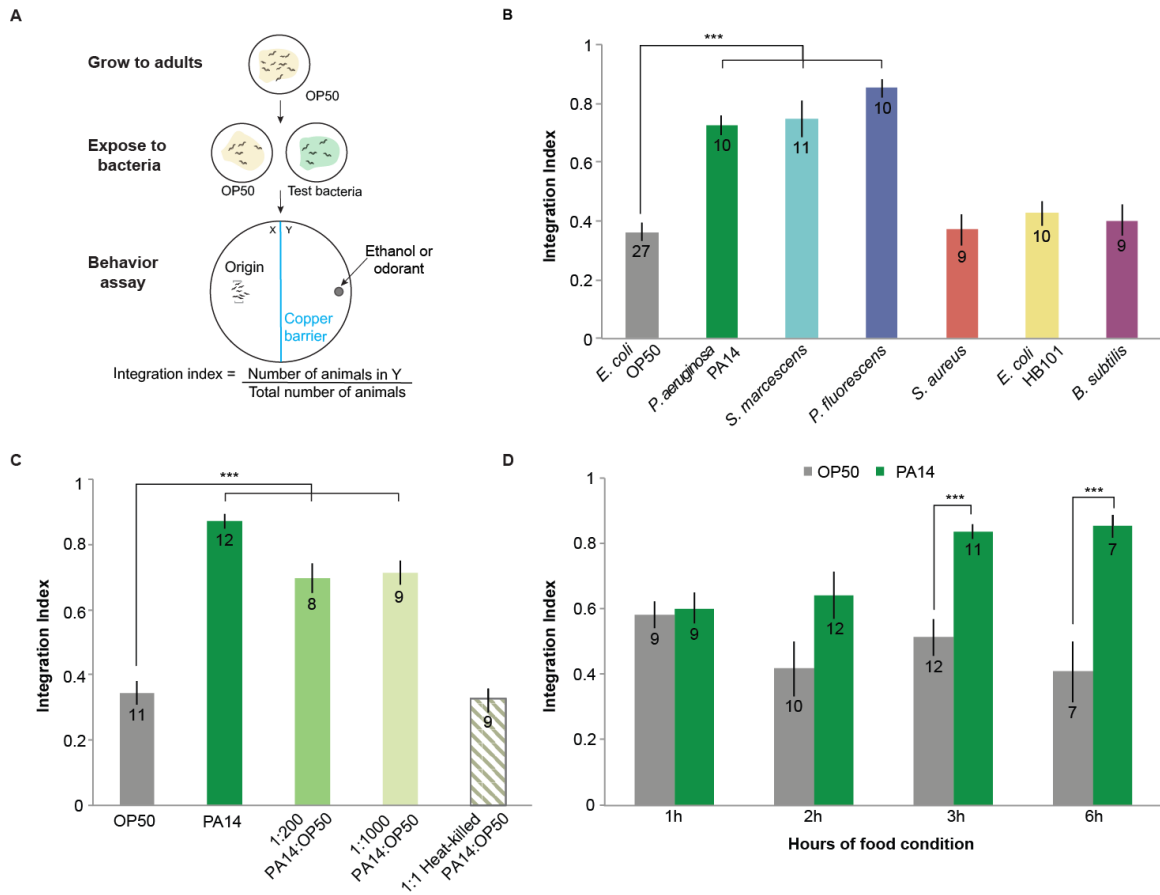 A
Grow to adults
OP50
Expose to
bacteria
OP50
Test bacteria
Behavior
assay
X Y
Origin
Ethanol or
odorant
Copper
barrier
Integration index = Number of animals in Y
Total number of animals
B
Integration Index
1
0.8
0.6
0.4
0.2
0
***
27
10
11
10
9
10
9
E. coli
OP50
P. aeruginosa
PA14
S. marcescens
P. fluorescens
S. aureus
E. coli
HB101
B. subtilis
C
Integration Index
1
0.8
0.6
0.4
0.2
0
***
11
12
8
9
9
OP50
PA14
1:200
PA14:OP50
1:1000
PA14:OP50
1:1 Heat-killed
PA14:OP50
D
OP50 PA14
Integration Index
1
0.8
0.6
0.4
0.2
0
***
***
9
9
10
12
12
11
7
7
1h
2h
3h
6h
Hours of food condition